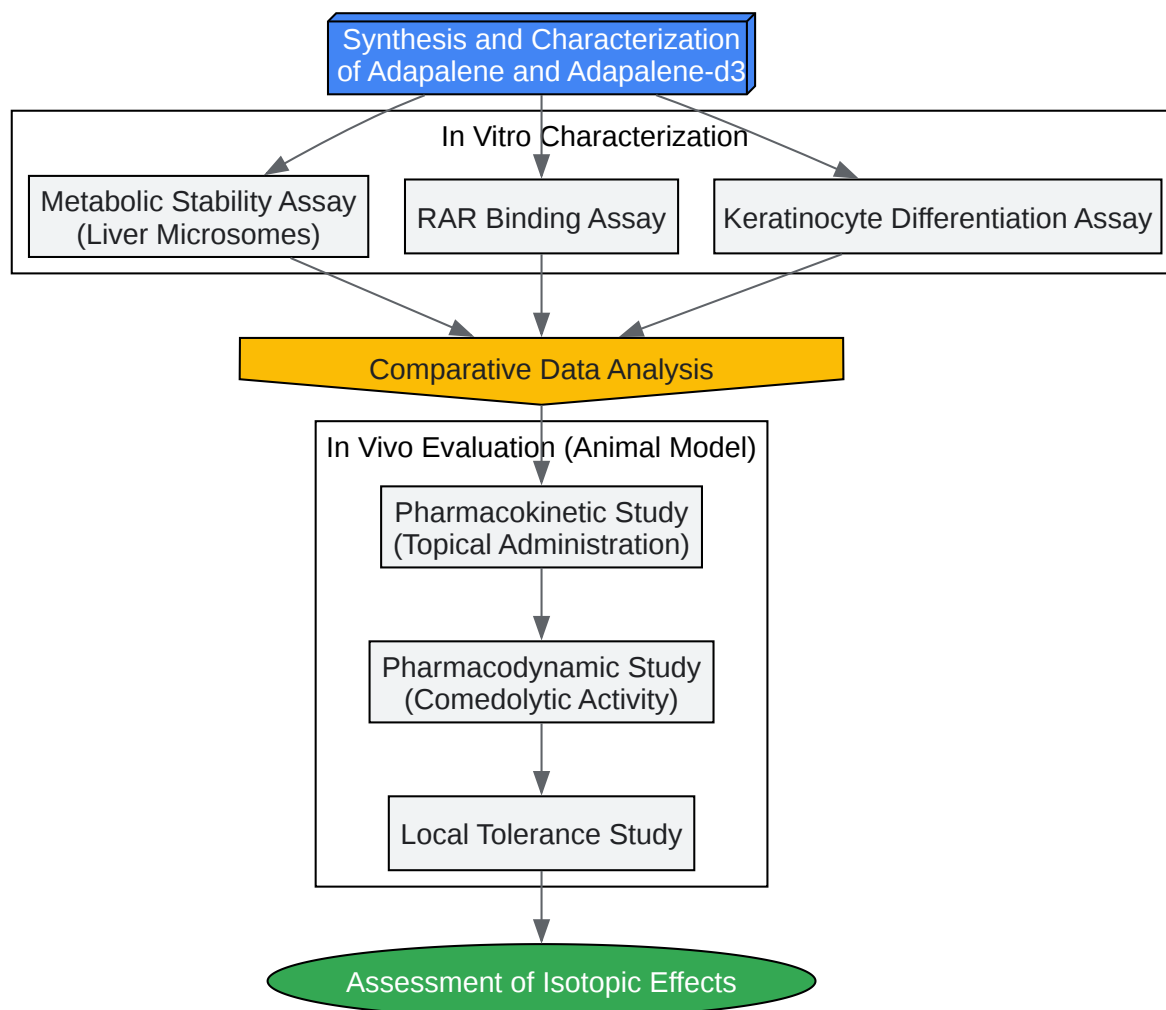 Synthesis and Characterization
of Adapalene and Adapalene-d3
In Vitro Characterization
Metabolic Stability Assay
(Liver Microsomes)
RAR Binding Assay
Keratinocyte Differentiation Assay
Comparative Data Analysis
In Vivo Evaluation (Animal Model)
Pharmacokinetic Study
(Topical Administration)
Pharmacodynamic Study
(Comedolytic Activity)
Local Tolerance Study
Assessment of Isotopic Effects